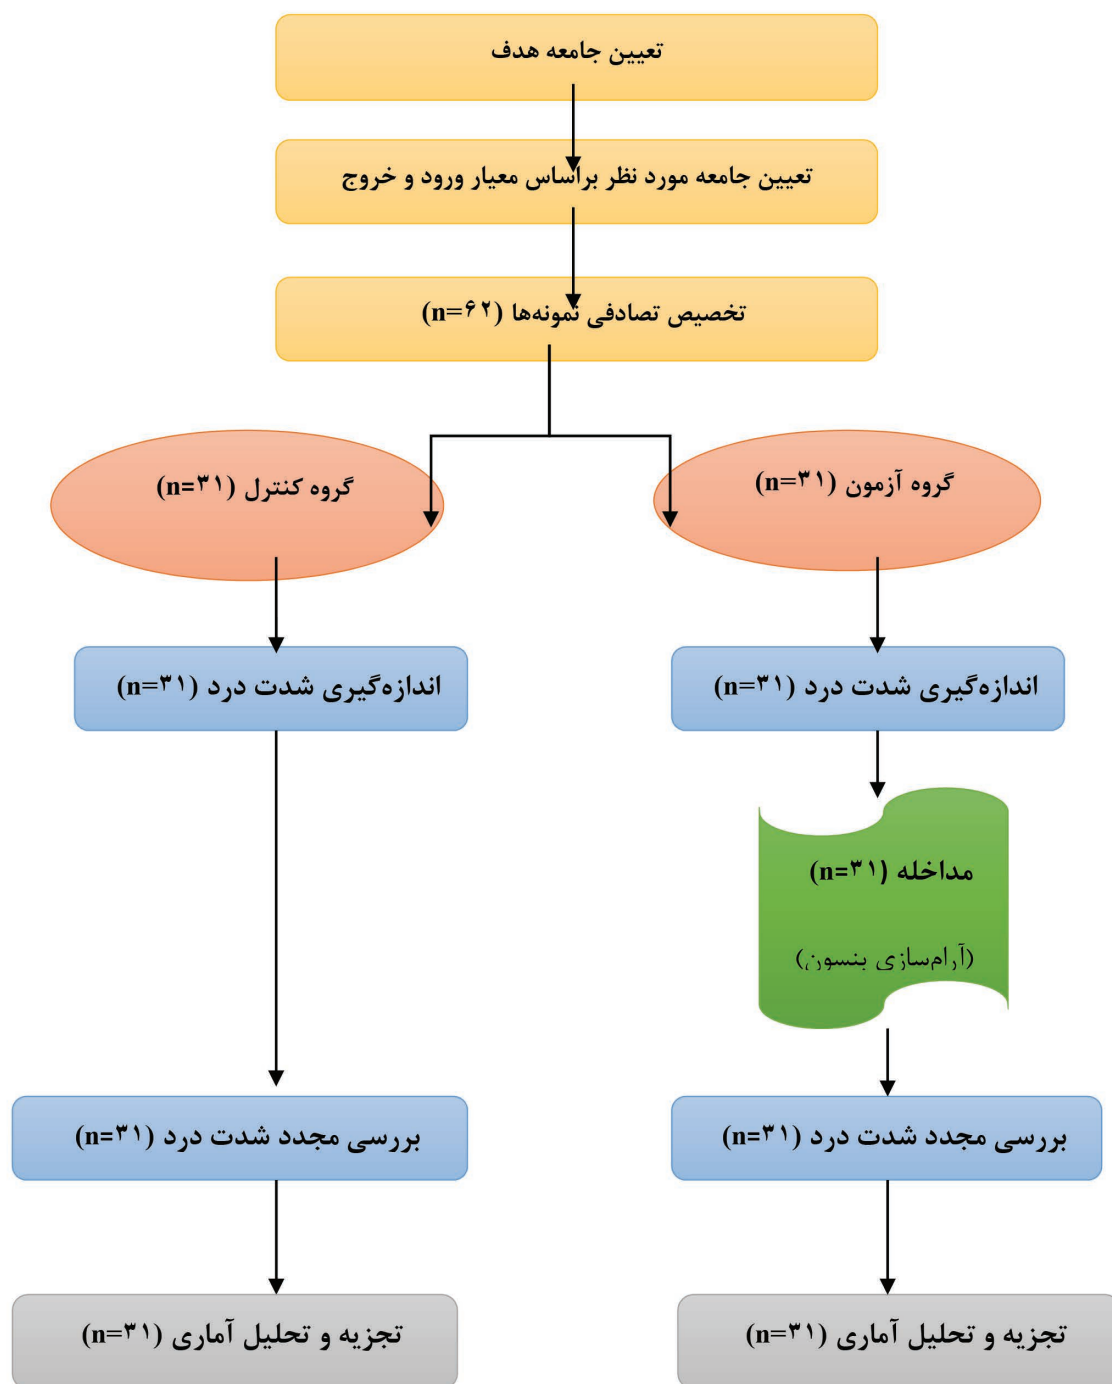 تعیین جامعه هدف
تعیین جامعه مورد نظر براساس معیار ورود و خروج
تخصیص تصادفی نمونه‌ها (n=۶۲)
گروه آزمون (n=۳۱)
گروه کنترل (n=۳۱)
اندازه‌گیری شدت درد (n=۳۱)
اندازه‌گیری شدت درد (n=۳۱)
مداخله (n=۳۱)
(آرام‌سازی بنسون)
بررسی مجدد شدت درد (n=۳۱)
بررسی مجدد شدت درد (n=۳۱)
تجزیه و تحلیل آماری (n=۳۱)
تجزیه و تحلیل آماری (n=۳۱)